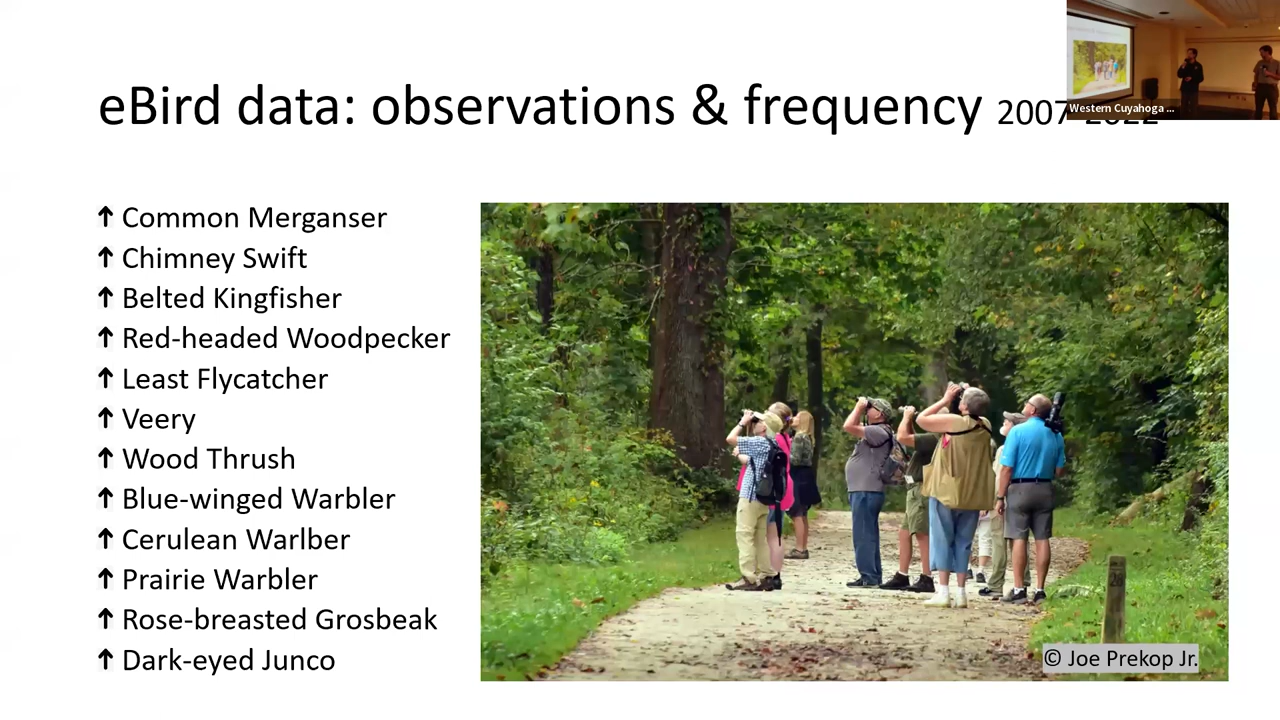 eBird data: observations & frequency 2007-2022
Western Cuyahoga ...
↑ Common Merganser
↑ Chimney Swift
↑ Belted Kingfisher
↑ Red-headed Woodpecker
↑ Least Flycatcher
↑ Veery
↑ Wood Thrush
↑ Blue-winged Warbler
↑ Cerulean Warlber
↑ Prairie Warbler
↑ Rose-breasted Grosbeak
↑ Dark-eyed Junco
© Joe Prekop Jr.